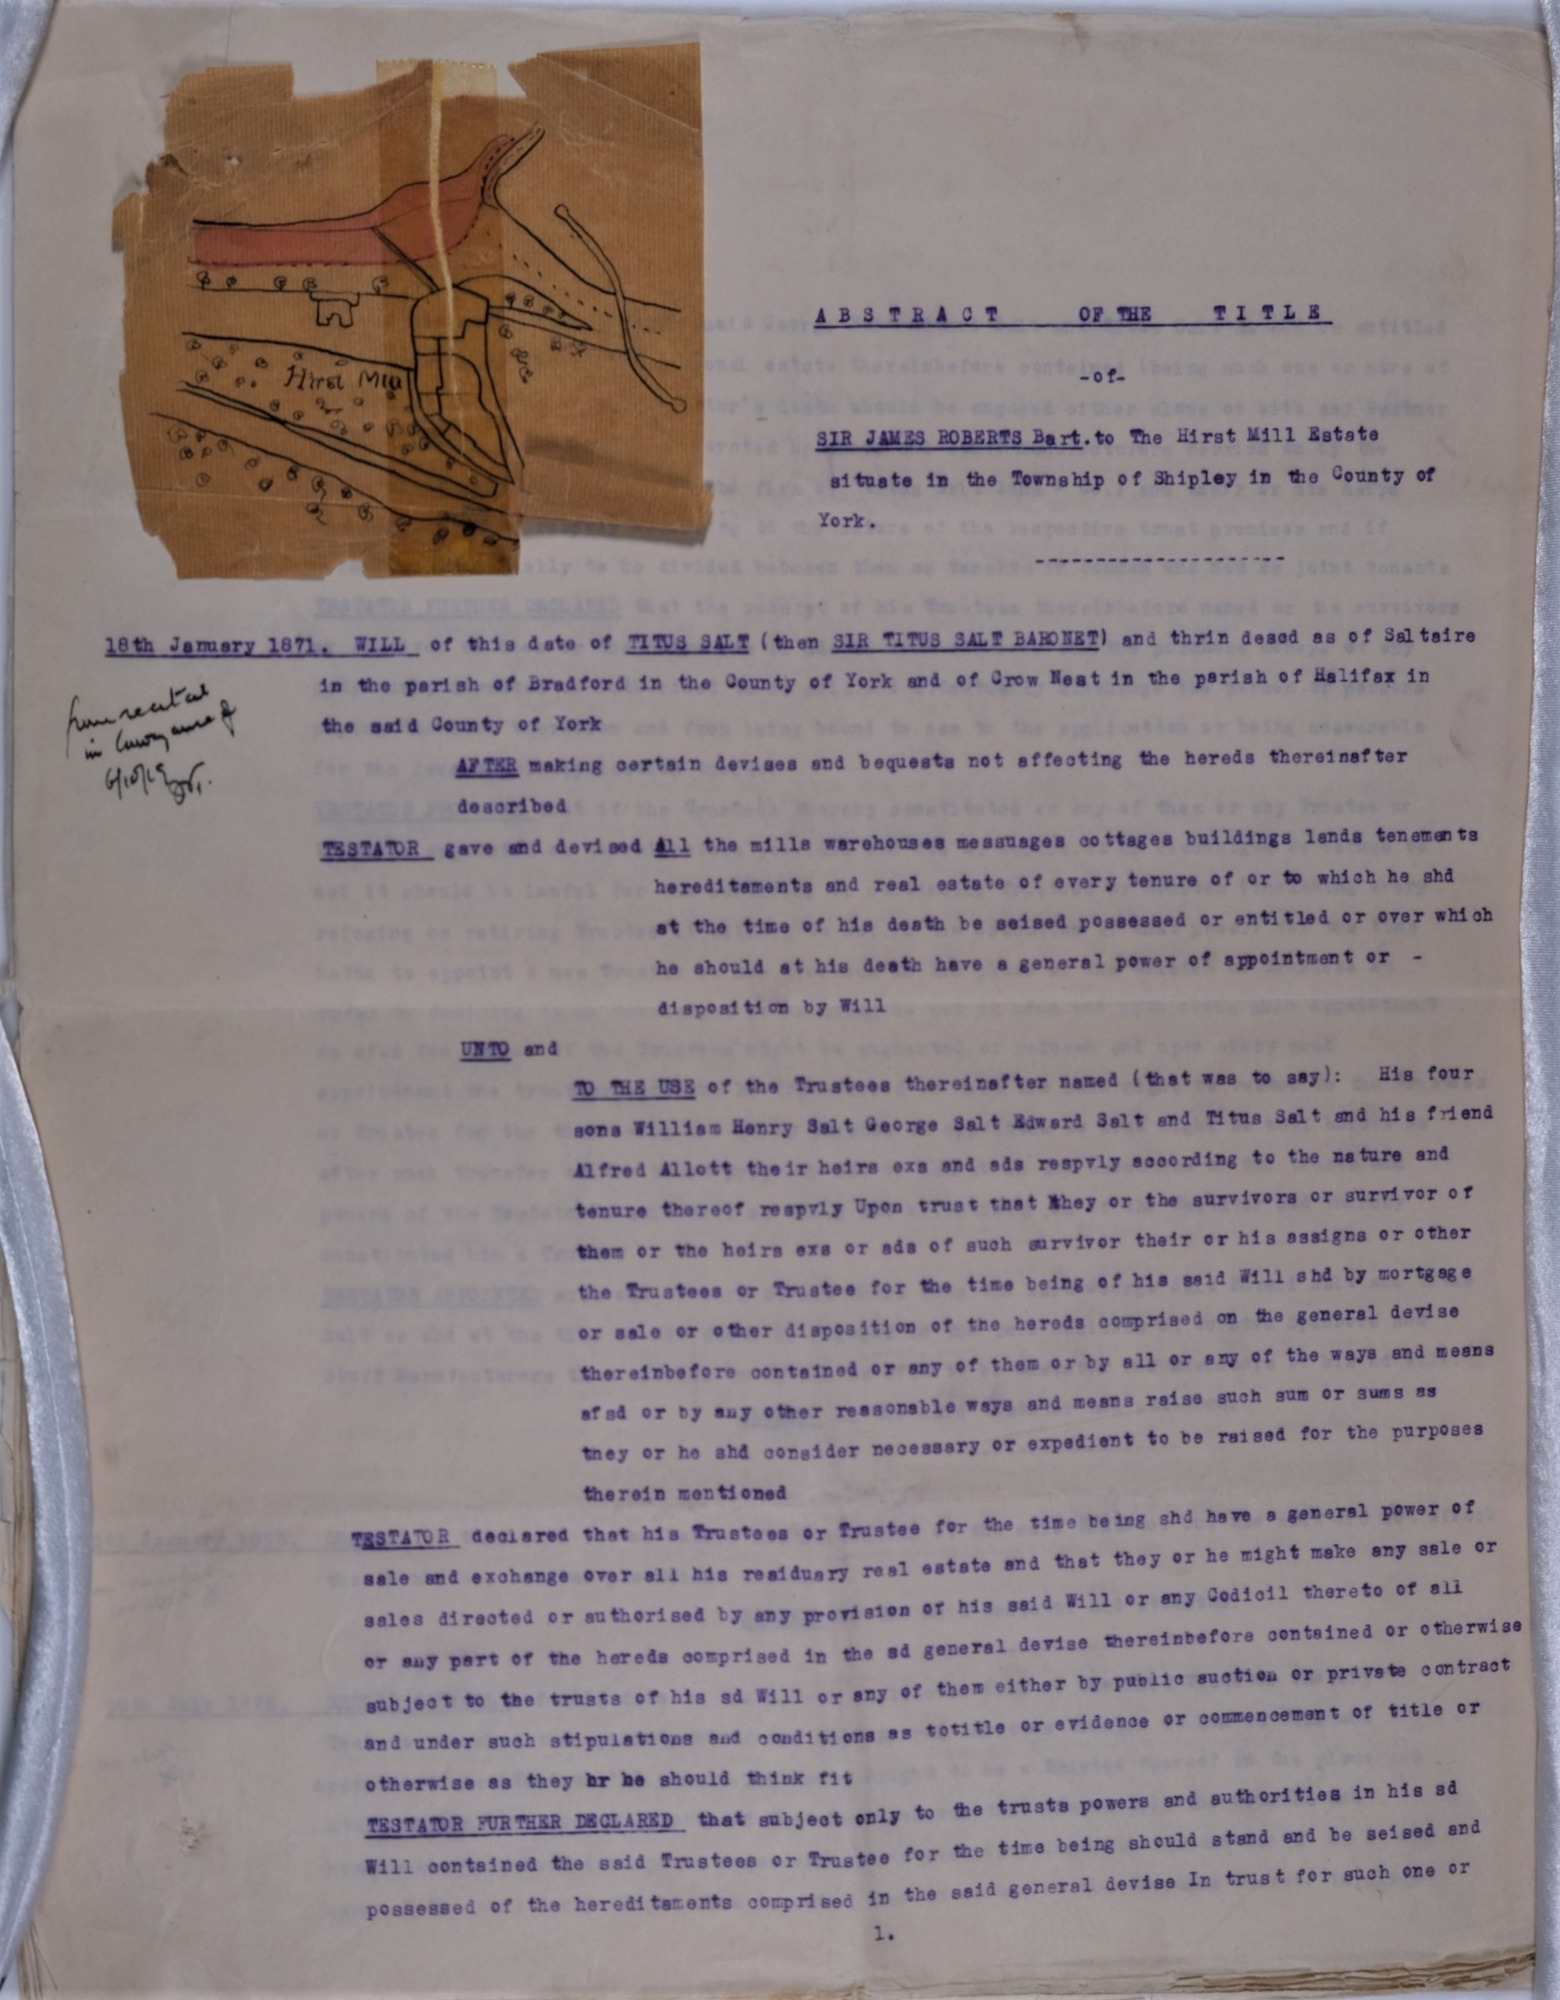 Hirst Mill
ABSTRACT OF THE TITLE
-of-
SIR JAMES ROBERTS Bart. to The Hirst Mill Estate
situate in the Township of Shipley in the County of
York.
18th January 1871. WILL of this date of TITUS SALT (then SIR TITUS SALT BARONET) and thrin desod as of Saltaire
in the parish of Bradford in the County of York and of Crow Nest in the parish of Halifax in
the said County of York
from recital
in Conveyance of
6/10/19
AFTER making certain devises and bequests not affecting the hereds thereinafter
described
TESTATOR gave and devised All the mills warehouses messuages cottages buildings lands tenements
hereditaments and real estate of every tenure of or to which he shd
at the time of his death be seised possessed or entitled or over which
he should at his death have a general power of appointment or -
disposition by Will
UNTO and
TO THE USE of the Trustees thereinafter named (that was to say): His four
sons William Henry Salt George Salt Edward Salt and Titus Salt and his friend
Alfred Allott their heirs exs and ads respvly according to the nature and
tenure thereof respvly Upon trust that they or the survivors or survivor of
them or the heirs exs or ads of such survivor their or his assigns or other
the Trustees or Trustee for the time being of his said Will shd by mortgage
or sale or other disposition of the hereds comprised on the general devise
thereinbefore contained or any of them or by all or any of the ways and means
afsd or by any other reasonable ways and means raise such sum or sums as
they or he shd consider necessary or expedient to be raised for the purposes
therein mentioned
TESTATOR declared that his Trustees or Trustee for the time being shd have a general power of
sale and exchange over all his residuary real estate and that they or he might make any sale or
sales directed or authorised by any provision of his said Will or any Codicil thereto of all
or any part of the hereds comprised in the sd general devise thereinbefore contained or otherwise
subject to the trusts of his sd Will or any of them either by public auction or private contract
and under such stipulations and conditions as totitle or evidence or commencement of title or
otherwise as they hr he should think fit
TESTATOR FURTHER DECLARED that subject only to the trusts powers and authorities in his sd
Will contained the said Trustees or Trustee for the time being should stand and be seised and
possessed of the hereditaments comprised in the said general devise In trust for such one or
1.